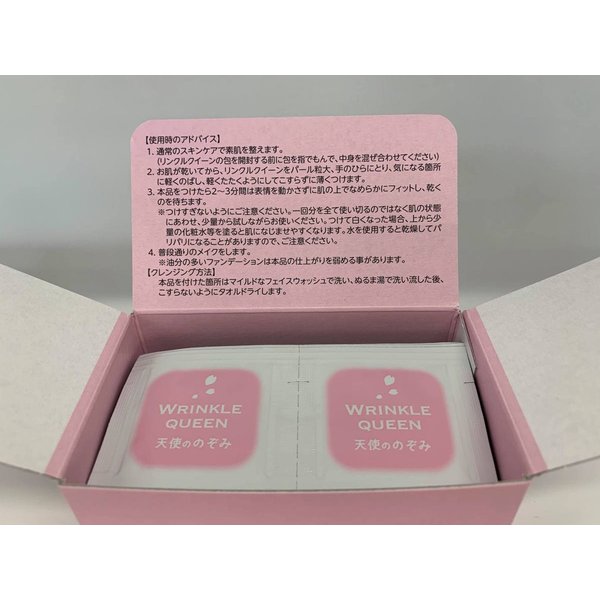 【使用時のアドバイス】
1. 通常のスキンケアで素肌を整えます。
(リンクルクイーンの包を開封する前に包を指でもんで、中身を混ぜ合わせてください)
2. お肌が乾いてから、リンクルクイーンをパール粒大、手のひらにとり、気になる箇所
に軽くのばし、軽くたたくようにしてこすらずに薄くつけます。
3. 本品をつけたら2〜3分間は表情を動かさずに肌の上でなめらかにフィットし、乾く
のを待ちます。
※つけすぎないようにご注意ください。一回分を全て使い切るのではなく肌の状態
にあわせ、少量から試しながらお使いください。つけて白くなった場合、上から少
量の化粧水等を塗ると肌になじませやすくなります。水を使用すると乾燥してパ
リパリになることがありますので、ご注意ください。
4. 普段通りのメイクをします。
※油分の多いファンデーションは本品の仕上がりを弱める事があります。
【クレンジング方法】
本品を付けた箇所はマイルドなフェイスウォッシュで洗い、ぬるま湯で洗い流した後、
こすらないようにタオルドライします。
WRINKLE
QUEEN
天使ののぞみ
WRINKLE
QUEEN
天使ののぞみ